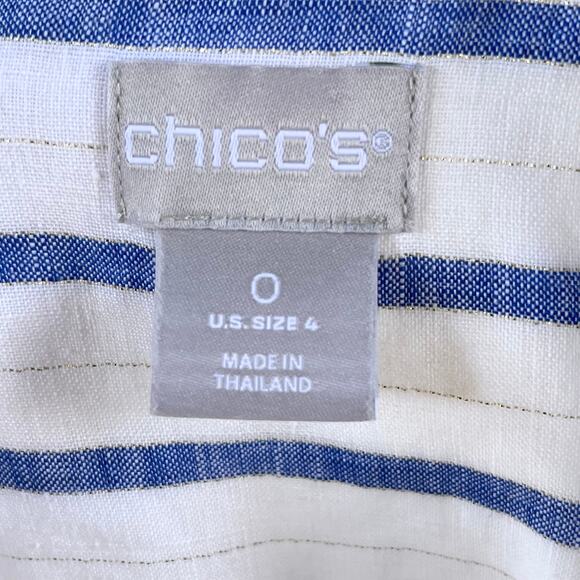 chico's®
0
U.S. SIZE 4
MADE IN
THAILAND